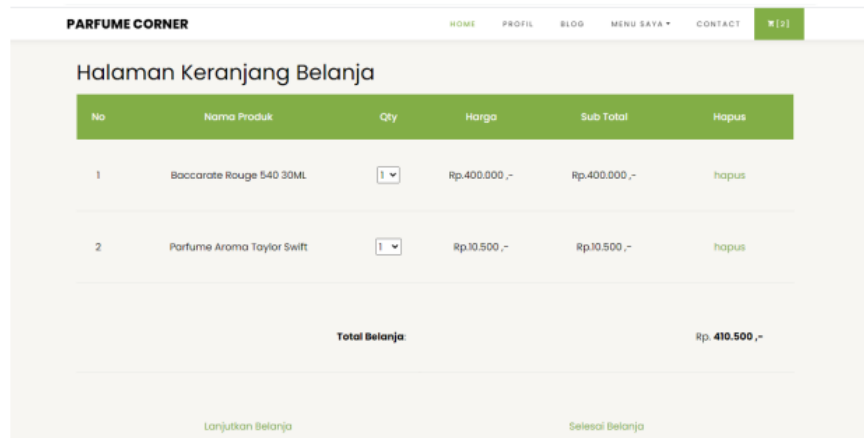 PARFUME CORNER HOME PROFIL BLOG MENU SAYA CONTACT [2]
Halaman Keranjang Belanja
No Nama Produk Qty Harga Sub Total Hapus
1 Baccarate Rouge 540 30ML 1 Rp.400.000 ,- Rp.400.000 ,- hapus
2 Parfume Aroma Taylor Swift 1 Rp.10.500 ,- Rp.10.500 ,- hapus
Total Belanja: Rp. 410.500 ,-
Lanjutkan Belanja Selesai Belanja